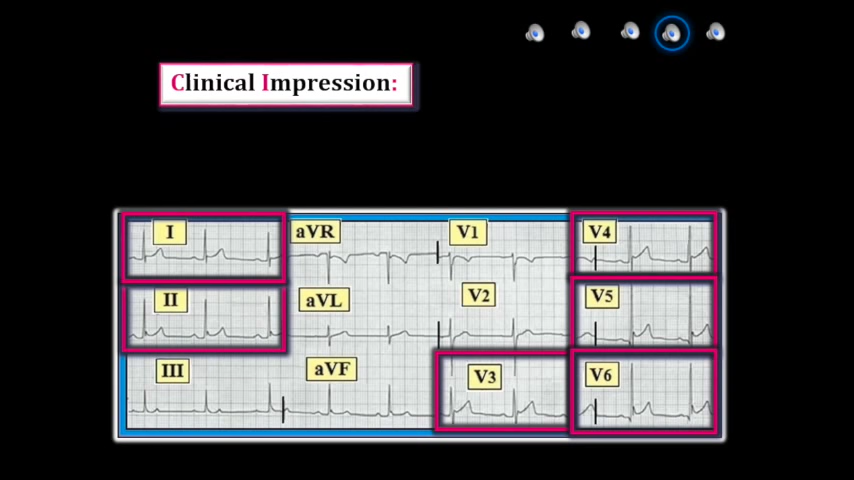 Clinical Impression:
I
aVR
V1
V4
II
aVL
V2
V5
III
aVF
V3
V6